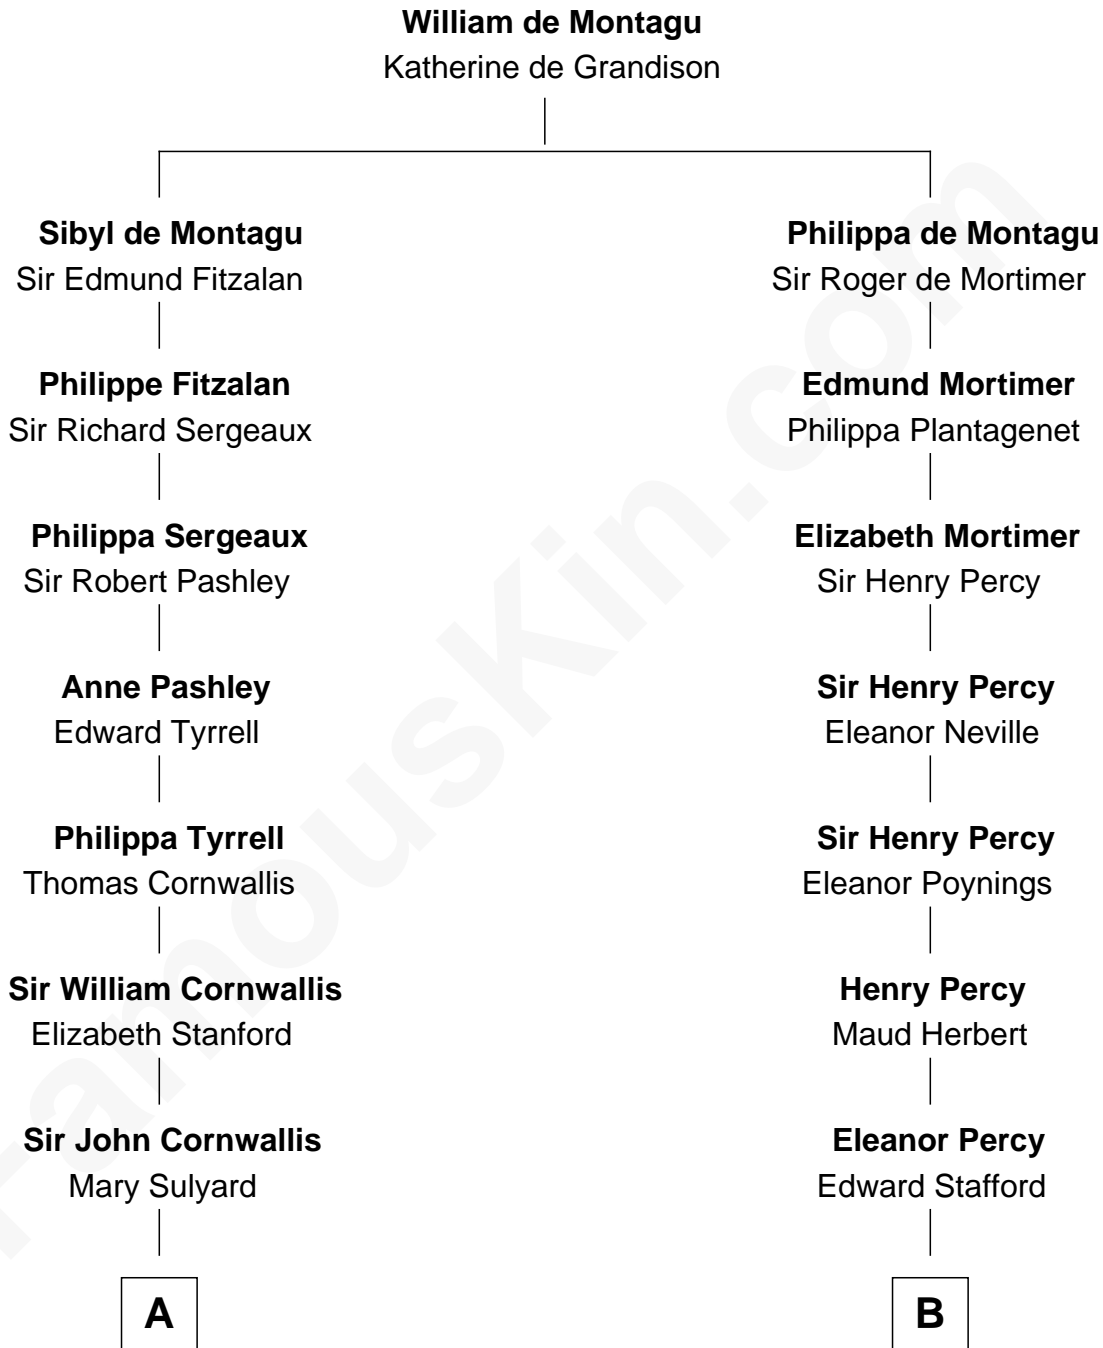 William de Montagu
Katherine de Grandison
Sibyl de Montagu
Sir Edmund Fitzalan
Philippa de Montagu
Sir Roger de Mortimer
Philippe Fitzalan
Sir Richard Sergeaux
Edmund Mortimer
Philippa Plantagenet
Philippa Sergeaux
Sir Robert Pashley
Elizabeth Mortimer
Sir Henry Percy
Anne Pashley
Edward Tyrrell
Sir Henry Percy
Eleanor Neville
Philippa Tyrrell
Thomas Cornwallis
Sir Henry Percy
Eleanor Poynings
Sir William Cornwallis
Elizabeth Stanford
Henry Percy
Maud Herbert
Sir John Cornwallis
Mary Sulyard
Eleanor Percy
Edward Stafford
A
B
FamousKin.com